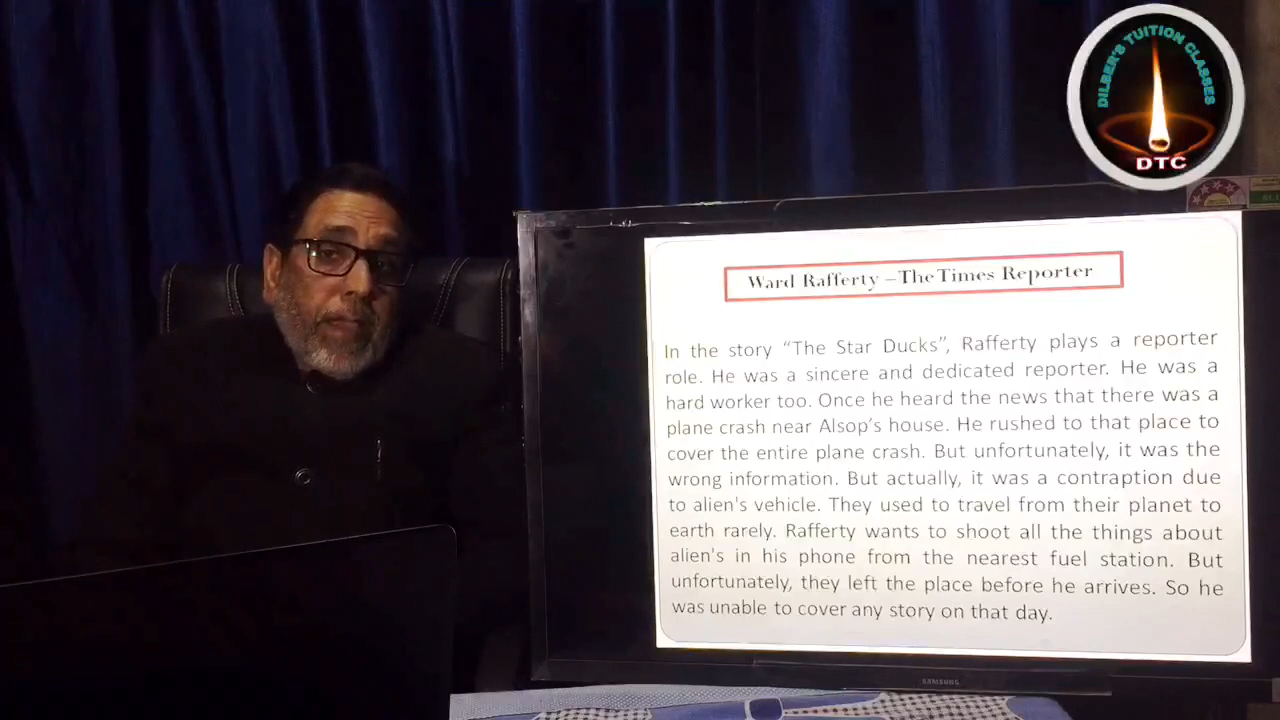 DILBER'S TUITION CLASSES
DTC
Ward Rafferty –The Times Reporter
In the story “The Star Ducks”, Rafferty plays a reporter
role. He was a sincere and dedicated reporter. He was a
hard worker too. Once he heard the news that there was a
plane crash near Alsop’s house. He rushed to that place to
cover the entire plane crash. But unfortunately, it was the
wrong information. But actually, it was a contraption due
to alien's vehicle. They used to travel from their planet to
earth rarely. Rafferty wants to shoot all the things about
alien's in his phone from the nearest fuel station. But
unfortunately, they left the place before he arrives. So he
was unable to cover any story on that day.
SAMSUNG